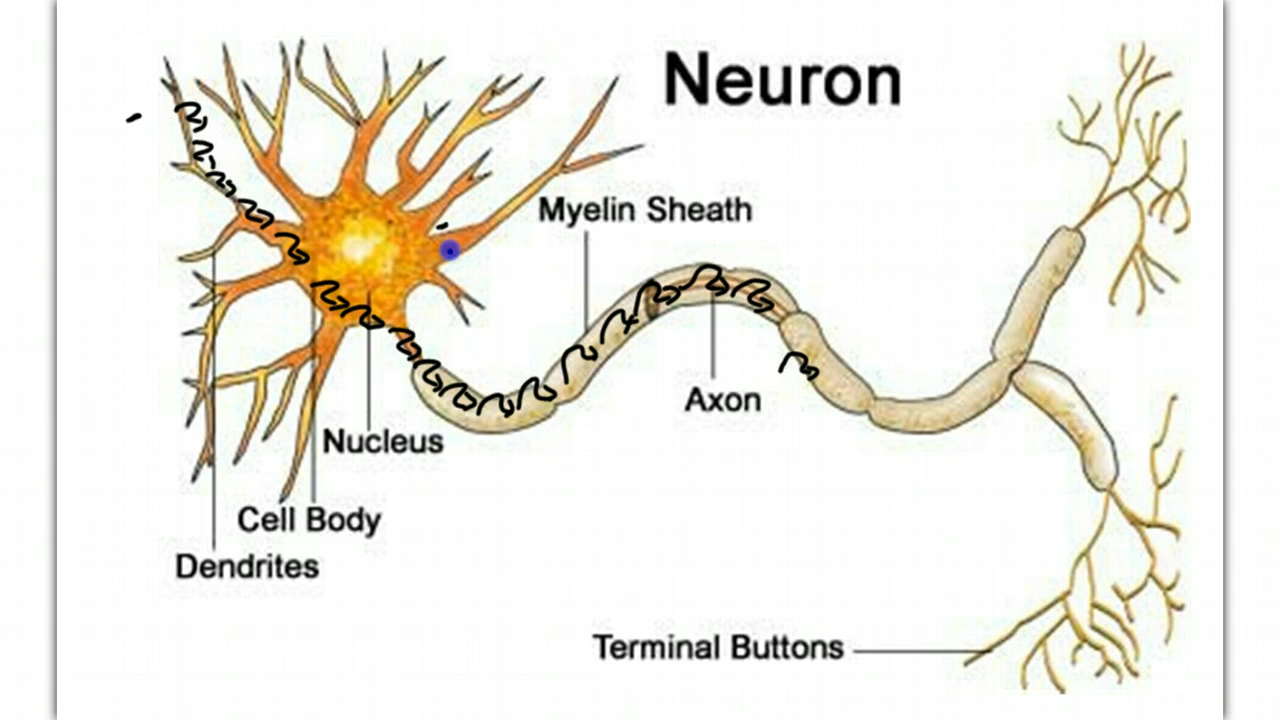 Neuron
Myelin Sheath
Axon
Nucleus
Cell Body
Dendrites
Terminal Buttons